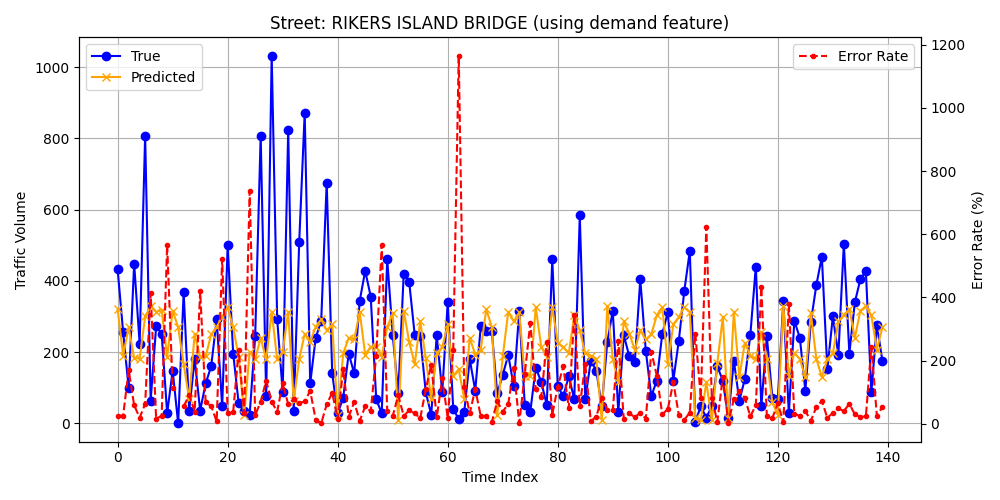 Street: RIKERS ISLAND BRIDGE (using demand feature)
True
Predicted
Error Rate
Traffic Volume
1000
800
600
400
200
0
1200
1000
800
600
400
200
0
Error Rate (%)
0 20 40 60 80 100 120 140
Time Index